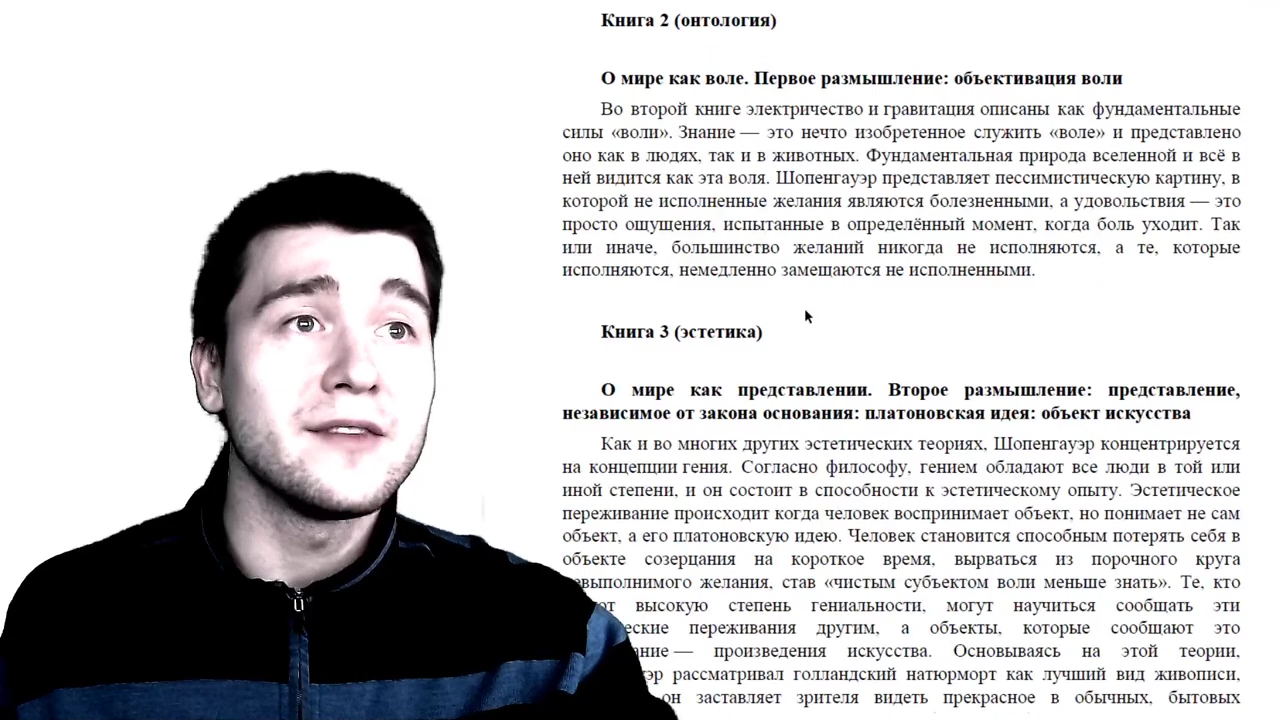 Книга 2 (онтология)
О мире как воле. Первое размышление: объективация воли
Во второй книге электричество и гравитация описаны как фундаментальные
силы «воли». Знание — это нечто изобретенное служить «воле» и представлено
оно как в людях, так и в животных. Фундаментальная природа вселенной и всё в
ней видится как эта воля. Шопенгауэр представляет пессимистическую картину, в
которой не исполненные желания являются болезненными, а удовольствия — это
просто ощущения, испытанные в определённый момент, когда боль уходит. Так
или иначе, большинство желаний никогда не исполняются, а те, которые
исполняются, немедленно замещаются не исполненными.
Книга 3 (эстетика)
О мире как представлении. Второе размышление: представление,
независимое от закона основания: платоновская идея: объект искусства
Как и во многих других эстетических теориях, Шопенгауэр концентрируется
на концепции гения. Согласно философу, гением обладают все люди в той или
иной степени, и он состоит в способности к эстетическому опыту. Эстетическое
переживание происходит когда человек воспринимает объект, но понимает не сам
объект, а его платоновскую идею. Человек становится способным потерять себя в
объекте созерцания на короткое время, вырваться из порочного круга
желания, став «чистым субъектом воли меньше знать». Те, кто
высокую степень гениальности, могут научиться сообщать эти
переживания другим, а объекты, которые сообщают это
— произведения искусства. Основываясь на этой теории,
рассматривал голландский натюрморт как лучший вид живописи,
он заставляет зрителя видеть прекрасное в обычных, бытовых